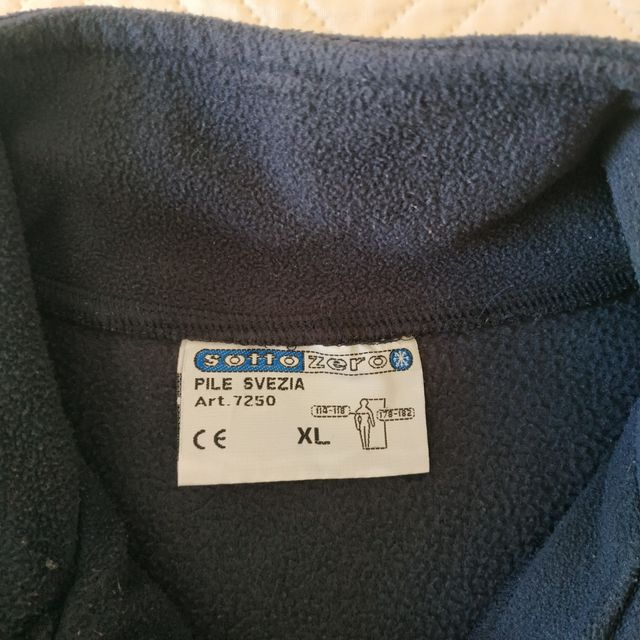 sottozero
PILE SVEZIA
Art. 7250
114-118
178-182
CE XL